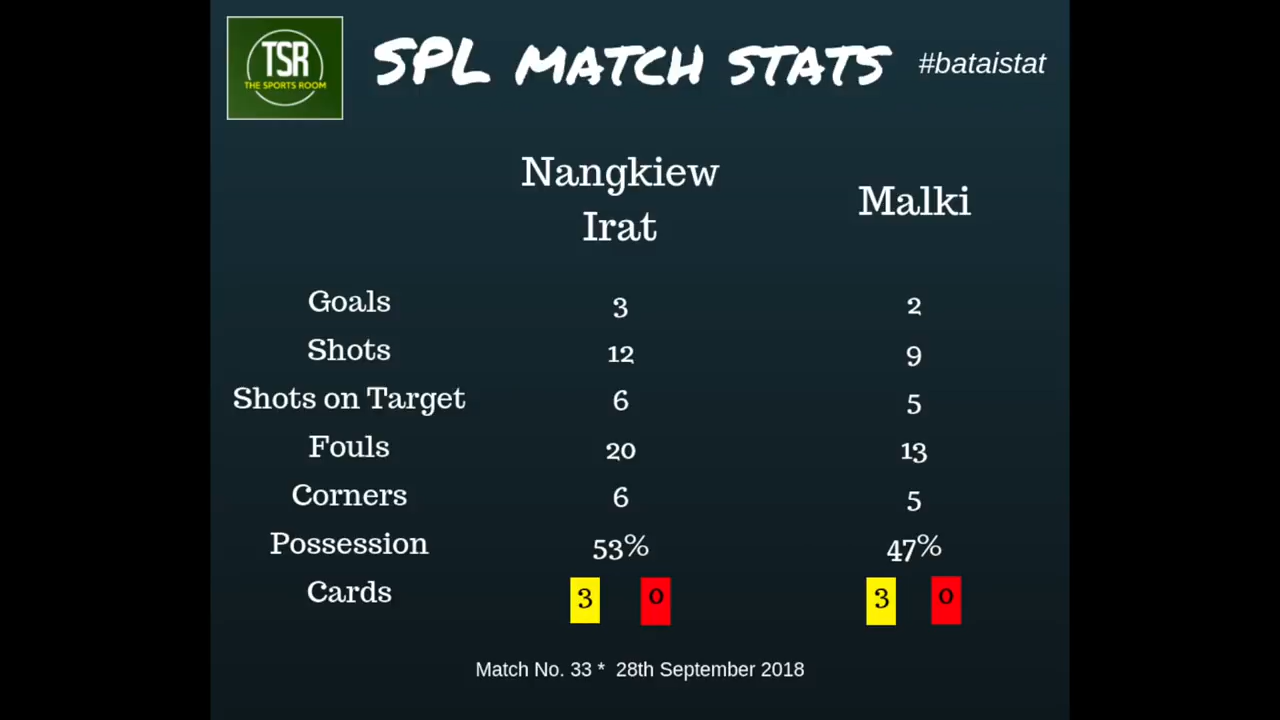 TSR
THE SPORTS ROOM
SPL MATCH STATS
#bataistat
Nangkiew
Irat
Malki
Goals 3 2
Shots 12 9
Shots on Target 6 5
Fouls 20 13
Corners 6 5
Possession 53% 47%
Cards 3 0 3 0
Match No. 33 * 28th September 2018